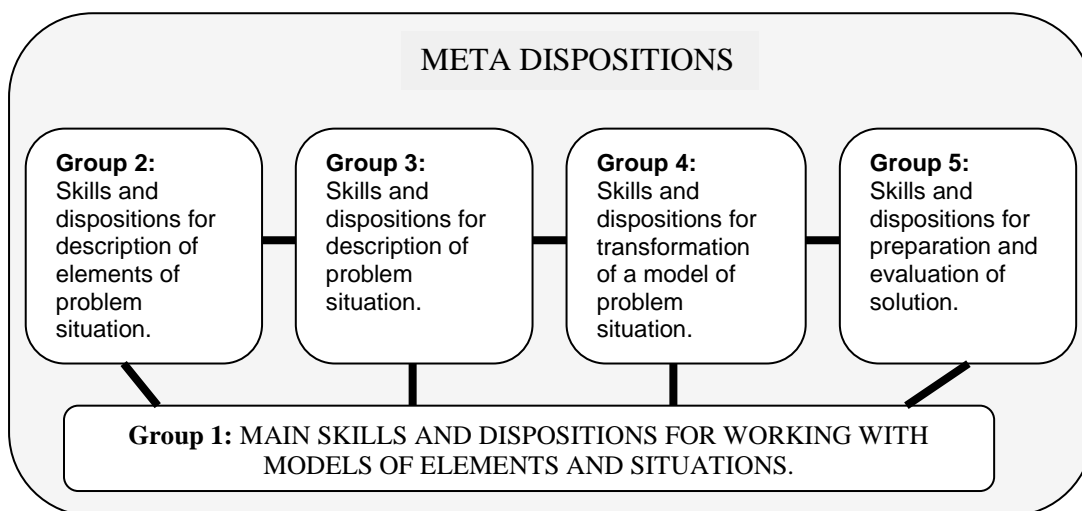 META DISPOSITIONS
Group 2:
Skills and
dispositions for
description of
elements of
problem
situation.
Group 3:
Skills and
dispositions for
description of
problem
situation.
Group 4:
Skills and
dispositions for
transformation
of a model of
problem
situation.
Group 5:
Skills and
dispositions for
preparation and
evaluation of
solution.
Group 1: MAIN SKILLS AND DISPOSITIONS FOR WORKING WITH
MODELS OF ELEMENTS AND SITUATIONS.